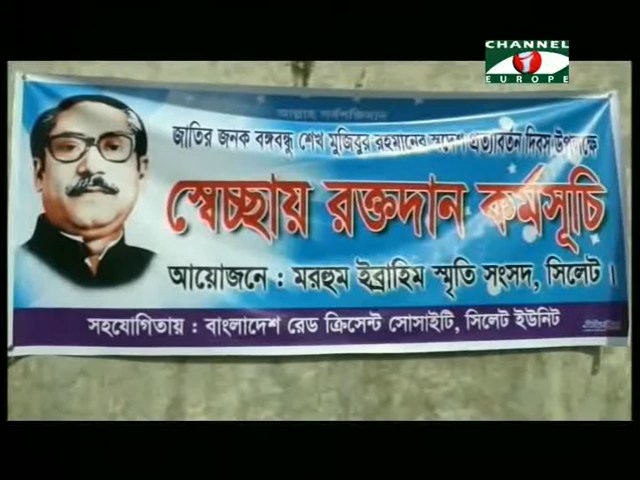 CHANNEL
i
EUROPE
আল্লাহ সর্বশক্তিমান
জাতির জনক বঙ্গবন্ধু শেখ মুজিবুর রহমানের স্বদেশ প্রত্যাবর্তন দিবস উপলক্ষে
স্বেচ্ছায় রক্তদান কর্মসূচি
আয়োজনে : মরহুম ইব্রাহিম স্মৃতি সংসদ, সিলেট ।
সহযোগিতায় : বাংলাদেশ রেড ক্রিসেন্ট সোসাইটি, সিলেট ইউনিট